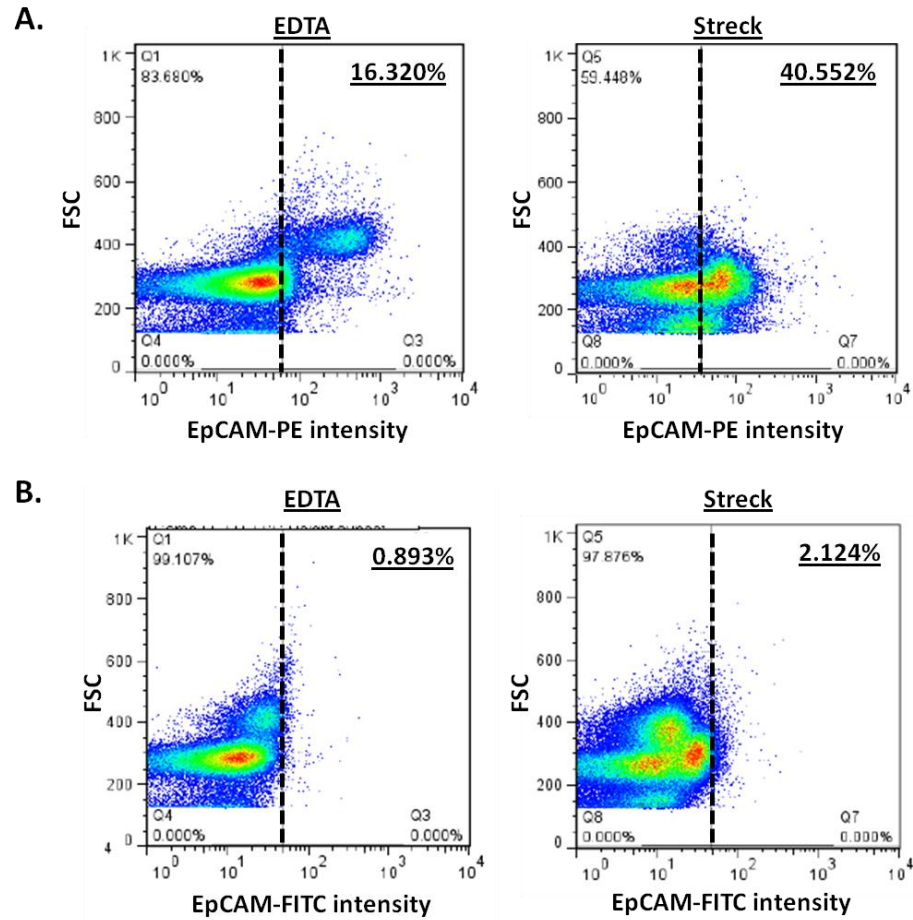 A.
EDTA
Streck
1K
Q1
83.680%
16.320%
800
600
FSC
400
200
Q4
0.000%
Q3
0.000%
0
10^0
10^1
10^2
10^3
10^4
EpCAM-PE intensity
1K
Q5
59.448%
40.552%
800
600
FSC
400
200
Q8
0.000%
Q7
0.000%
0
10^0
10^1
10^2
10^3
10^4
EpCAM-PE intensity
B.
EDTA
Streck
1K
Q1
99.107%
0.893%
800
600
FSC
400
200
Q4
0.000%
Q3
0.000%
4 0
10^0
10^1
10^2
10^3
10^4
EpCAM-FITC intensity
1K
Q5
97.876%
2.124%
800
600
FSC
400
200
Q8
0.000%
Q7
0.000%
0
10^0
10^1
10^2
10^3
10^4
EpCAM-FITC intensity